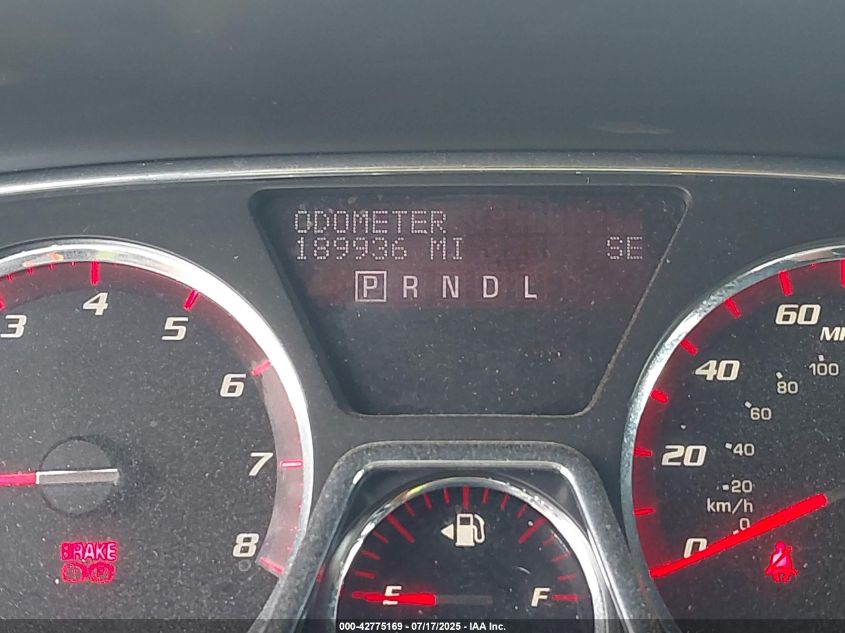 ODOMETER
189936 MI SE
P R N D L
3 4 5 6 7 8
BRAKE
60 MP
40 100
80
60
20 40
20
km/h
0
0
E F
000-42775169 - 07/17/2025 - IAA Inc.